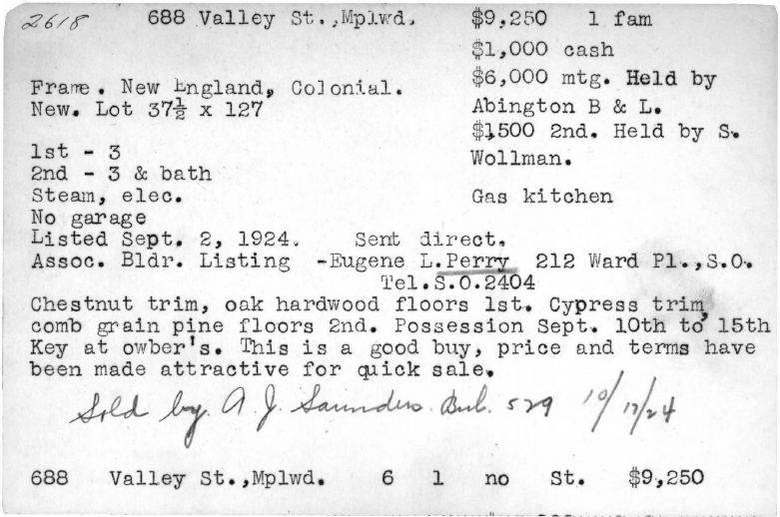 2618 688 Valley St.,Mplwd. $9,250 1 fam
$1,000 cash
Frame. New England, Colonial. $6,000 mtg. Held by
New. Lot 37½ x 127 Abington B & L.
$1500 2nd. Held by S.
1st - 3 Wollman.
2nd - 3 & bath
Steam, elec. Gas kitchen
No garage
Listed Sept. 2, 1924. Sent direct.
Assoc. Bldr. Listing -Eugene L.Perry 212 Ward Pl.,S.O.
Tel.S.O.2404
Chestnut trim, oak hardwood floors 1st. Cypress trim,
comb grain pine floors 2nd. Possession Sept. 10th to 15th
Key at owber's. This is a good buy, price and terms have
been made attractive for quick sale.
Sold by A. J. Saunders. Bul. 529 10/17/24
688 Valley St.,Mplwd. 6 1 no St. $9,250